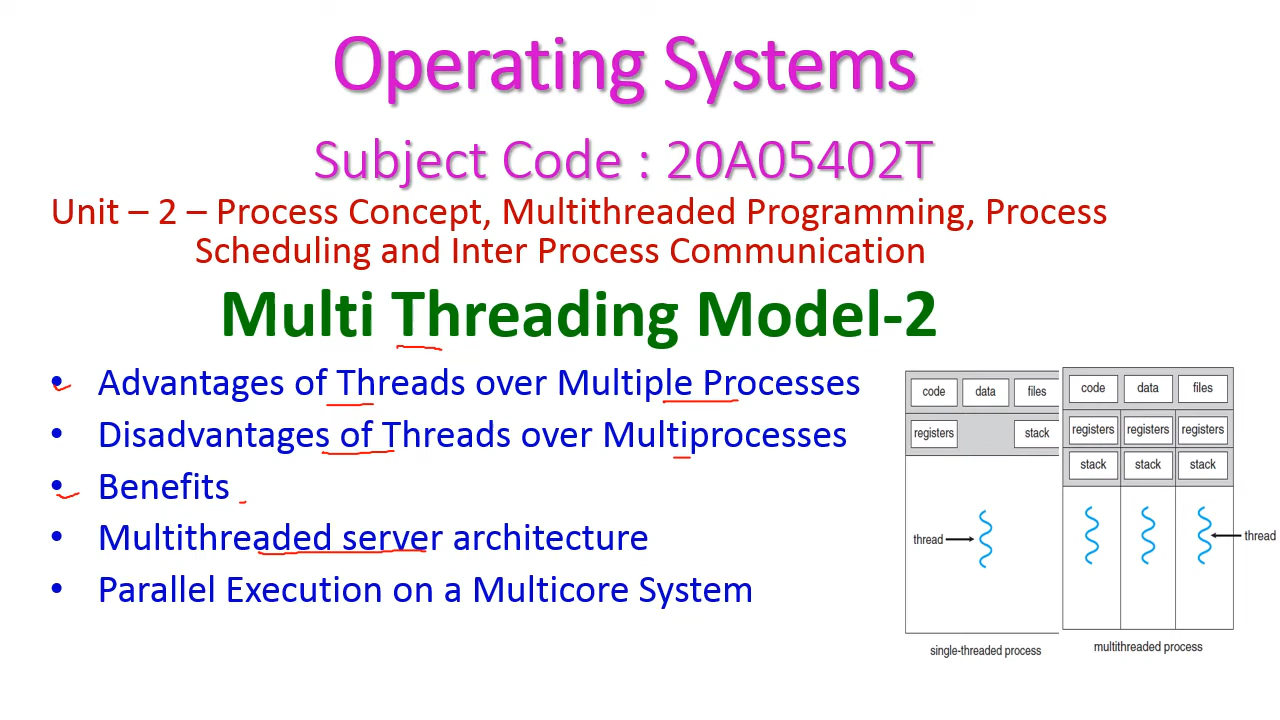 Operating Systems
Subject Code : 20A05402T
Unit – 2 – Process Concept, Multithreaded Programming, Process
Scheduling and Inter Process Communication
Multi Threading Model-2
• Advantages of Threads over Multiple Processes
• Disadvantages of Threads over Multiprocesses
• Benefits
• Multithreaded server architecture
• Parallel Execution on a Multicore System
code data files
registers stack
thread
single-threaded process
code data files
registers registers registers
stack stack stack
thread
multithreaded process